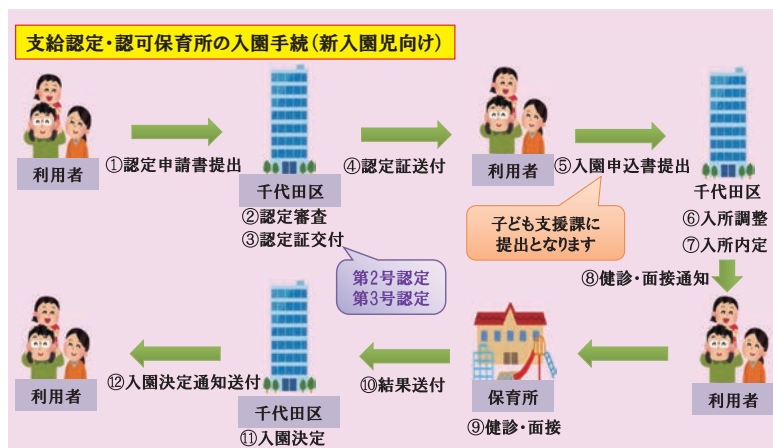 支給認定・認可保育所の入園手続(新入園児向け)
利用者
①認定申請書提出
千代田区
②認定審査
③認定証交付
第2号認定
第3号認定
④認定証送付
利用者
⑤入園申込書提出
子ども支援課に
提出となります
千代田区
⑥入所調整
⑦入所内定
⑧健診・面接通知
利用者
保育所
⑨健診・面接
⑩結果送付
千代田区
⑪入園決定
⑫入園決定通知送付
利用者